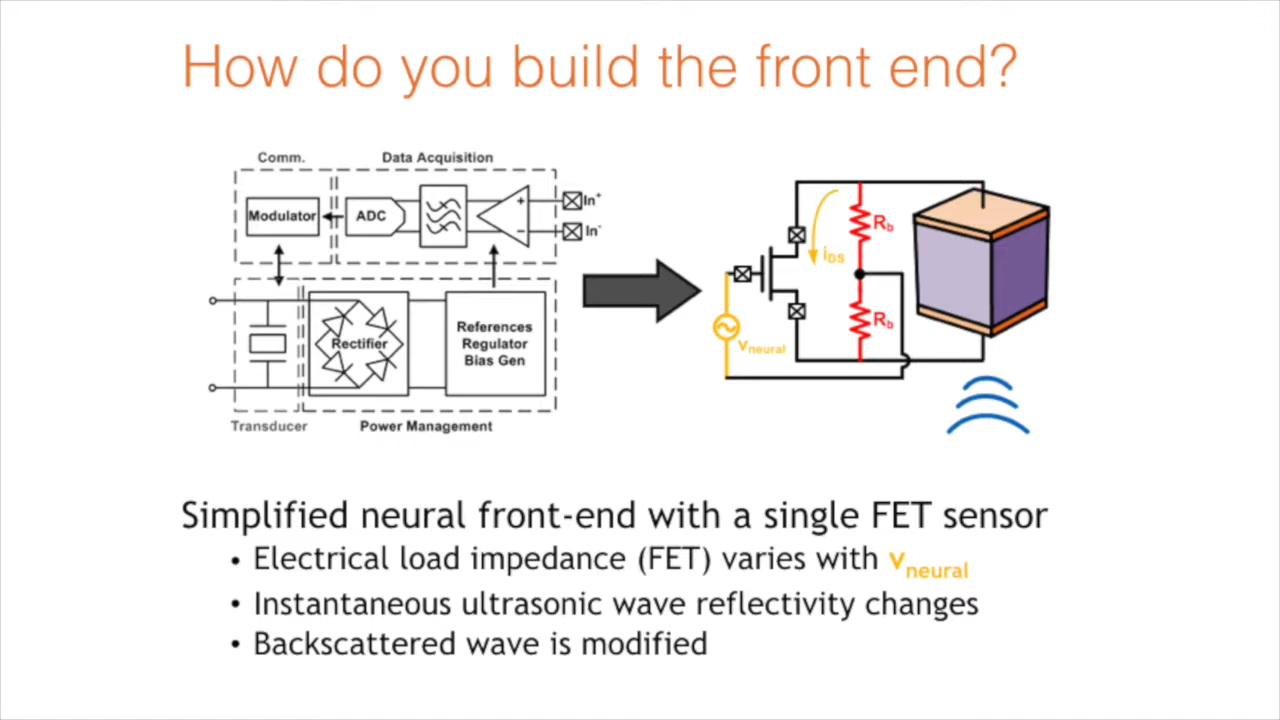 How do you build the front end?
Comm.
Data Acquisition
Modulator
ADC
+
In+
−
In-
References
Regulator
Bias Gen
Rectifier
Transducer
Power Management
Rb
iDS
Rb
vneural
Simplified neural front-end with a single FET sensor
• Electrical load impedance (FET) varies with vneural
• Instantaneous ultrasonic wave reflectivity changes
• Backscattered wave is modified